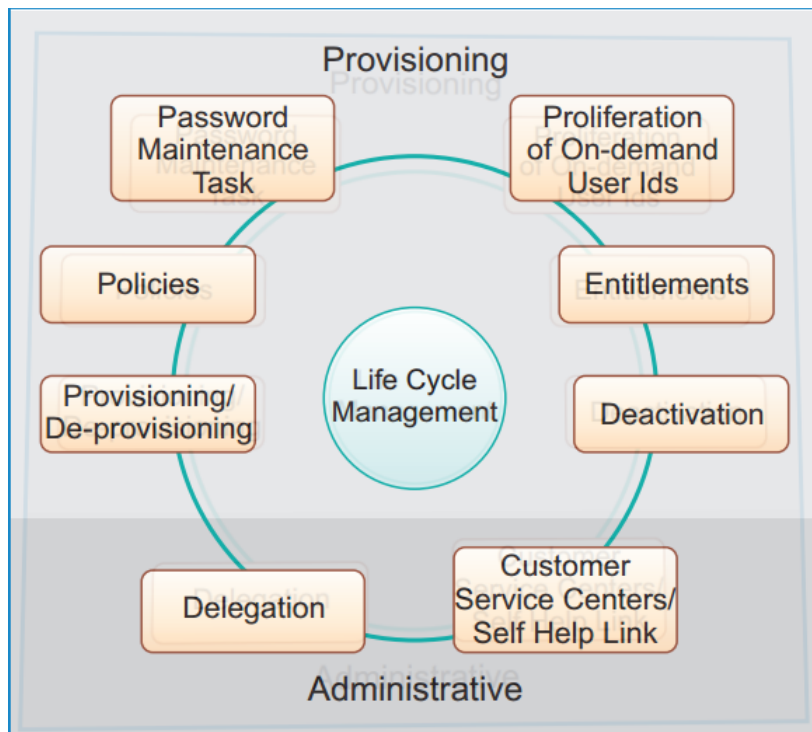 Provisioning
Password
Maintenance
Task
Proliferation
of On-demand
User Ids
Policies
Entitlements
Life Cycle
Management
Provisioning/
De-provisioning
Deactivation
Delegation
Customer
Service Centers/
Self Help Link
Administrative